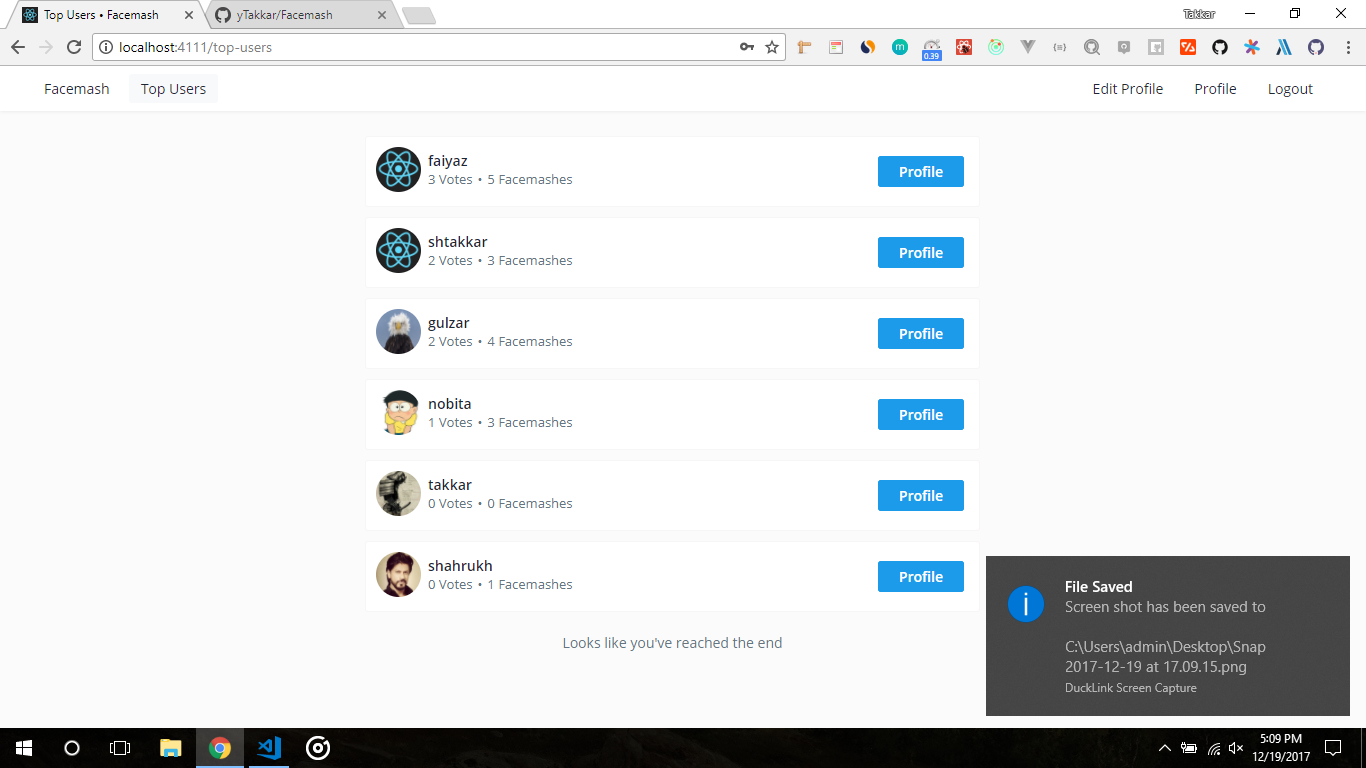 Top Users • Facemash
yTakkar/Facemash
Takkar
localhost:4111/top-users
0.39
Facemash
Top Users
Edit Profile
Profile
Logout
faiyaz
3 Votes • 5 Facemashes
Profile
shtakkar
2 Votes • 3 Facemashes
Profile
gulzar
2 Votes • 4 Facemashes
Profile
nobita
1 Votes • 3 Facemashes
Profile
takkar
0 Votes • 0 Facemashes
Profile
shahrukh
0 Votes • 1 Facemashes
Profile
Looks like you've reached the end
File Saved
Screen shot has been saved to
C:\Users\admin\Desktop\Snap
2017-12-19 at 17.09.15.png
DuckLink Screen Capture
5:09 PM
12/19/2017